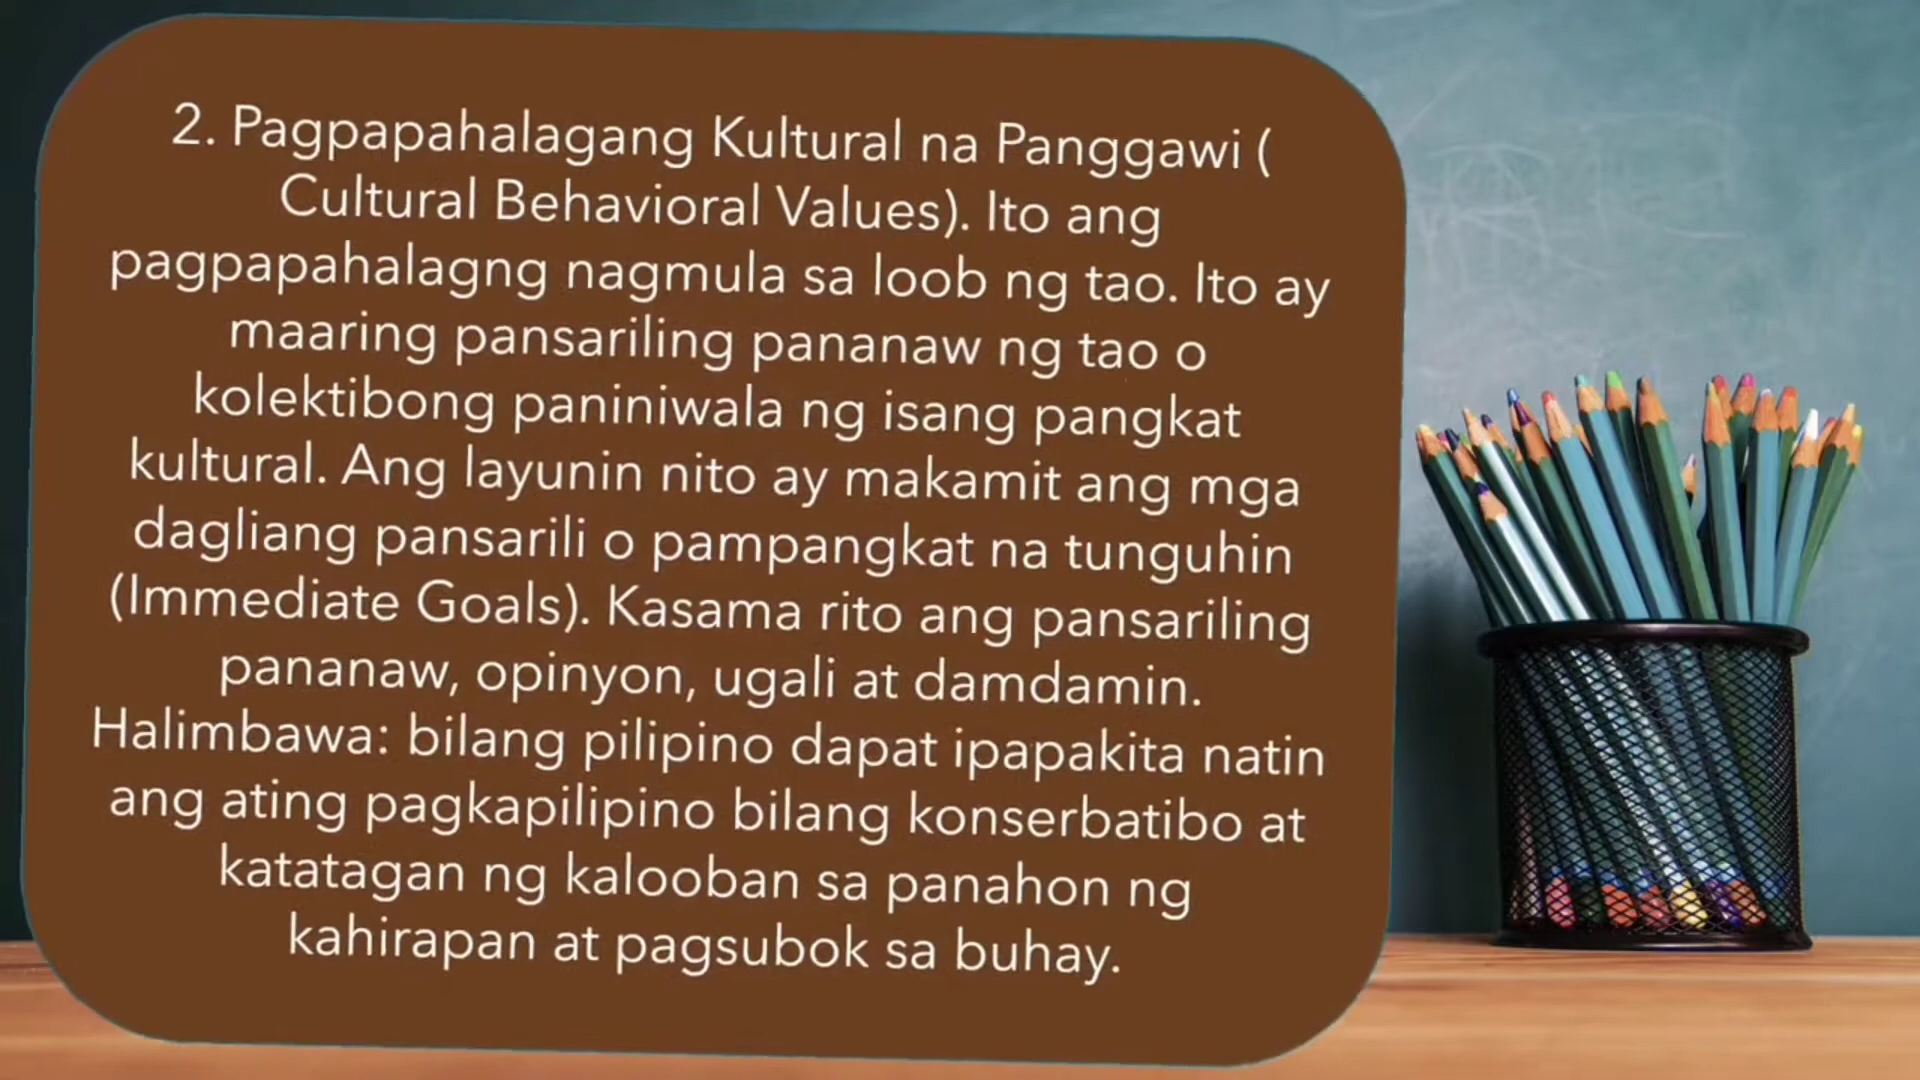 2. Pagpapahalagang Kultural na Panggawi (
Cultural Behavioral Values). Ito ang
pagpapahalagng nagmula sa loob ng tao. Ito ay
maaring pansariling pananaw ng tao o
kolektibong paniniwala ng isang pangkat
kultural. Ang layunin nito ay makamit ang mga
dagliang pansarili o pampangkat na tunguhin
(Immediate Goals). Kasama rito ang pansariling
pananaw, opinyon, ugali at damdamin.
Halimbawa: bilang pilipino dapat ipapakita natin
ang ating pagkapilipino bilang konserbatibo at
katatagan ng kalooban sa panahon ng
kahirapan at pagsubok sa buhay.